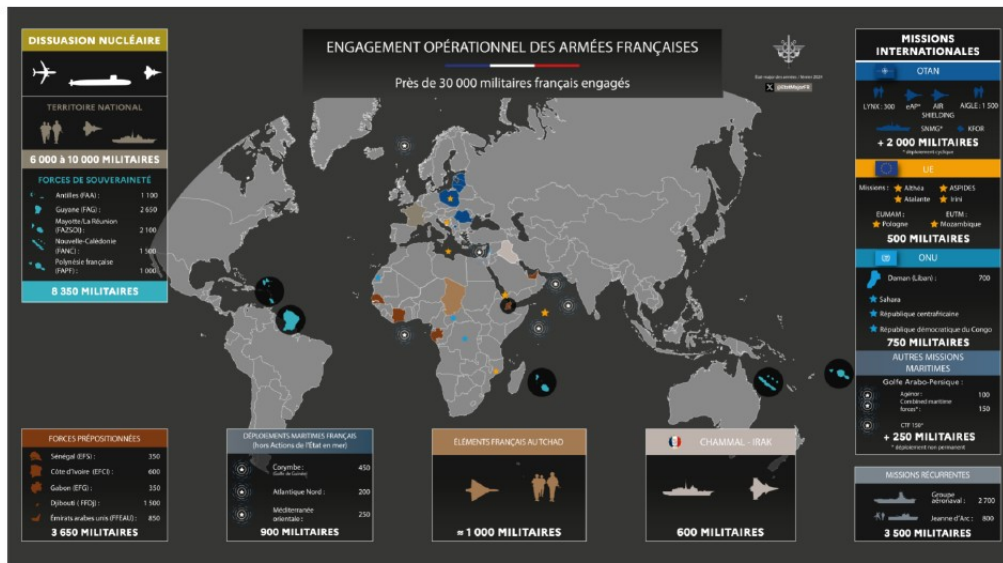 ENGAGEMENT OPÉRATIONNEL DES ARMÉES FRANÇAISES
Près de 30 000 militaires français engagés
État-major des armées - février 2024
@EtatMajorFR
DISSUASION NUCLÉAIRE
TERRITOIRE NATIONAL
6 000 à 10 000 MILITAIRES
FORCES DE SOUVERAINETÉ
Antilles (FAA) : 1 100
Guyane (FAG) : 2 650
Mayotte/La Réunion
(FAZSOI) : 2 100
Nouvelle-Calédonie
(FANC) : 1 500
Polynésie française
(FAPF) : 1 000
8 350 MILITAIRES
FORCES PRÉPOSITIONNÉES
Sénégal (EFS) : 350
Côte d'Ivoire (EFCI) : 600
Gabon (EFG) : 350
Djibouti ( FFDj) : 1 500
Émirats arabes unis (FFEAU) : 850
3 650 MILITAIRES
DÉPLOIEMENTS MARITIMES FRANÇAIS
(hors Actions de l'État en mer)
Corymbe : 450
(Golfe de Guinée)
Atlantique Nord : 200
Méditerranée
orientale : 250
900 MILITAIRES
ÉLÉMENTS FRANÇAIS AU TCHAD
≈ 1 000 MILITAIRES
CHAMMAL - IRAK
600 MILITAIRES
MISSIONS
INTERNATIONALES
OTAN
LYNX : 300 eAP* AIR AIGLE : 1 500
SHIELDING
SNMG* KFOR
+ 2 000 MILITAIRES
* déploiement cyclique
UE
Missions : Althéa ASPIDES
Atalante Irini
EUMAM : EUTM :
Pologne Mozambique
500 MILITAIRES
ONU
Daman (Liban) : 700
Sahara
République centrafricaine
République démocratique du Congo
750 MILITAIRES
AUTRES MISSIONS
MARITIMES
Golfe Arabo-Persique :
Agénor : 100
Combined maritime
forces* : 150
CTF 150*
+ 250 MILITAIRES
* déploiement non permanent
MISSIONS RÉCURRENTES
Groupe
aéronaval : 2 700
Jeanne d'Arc : 800
3 500 MILITAIRES